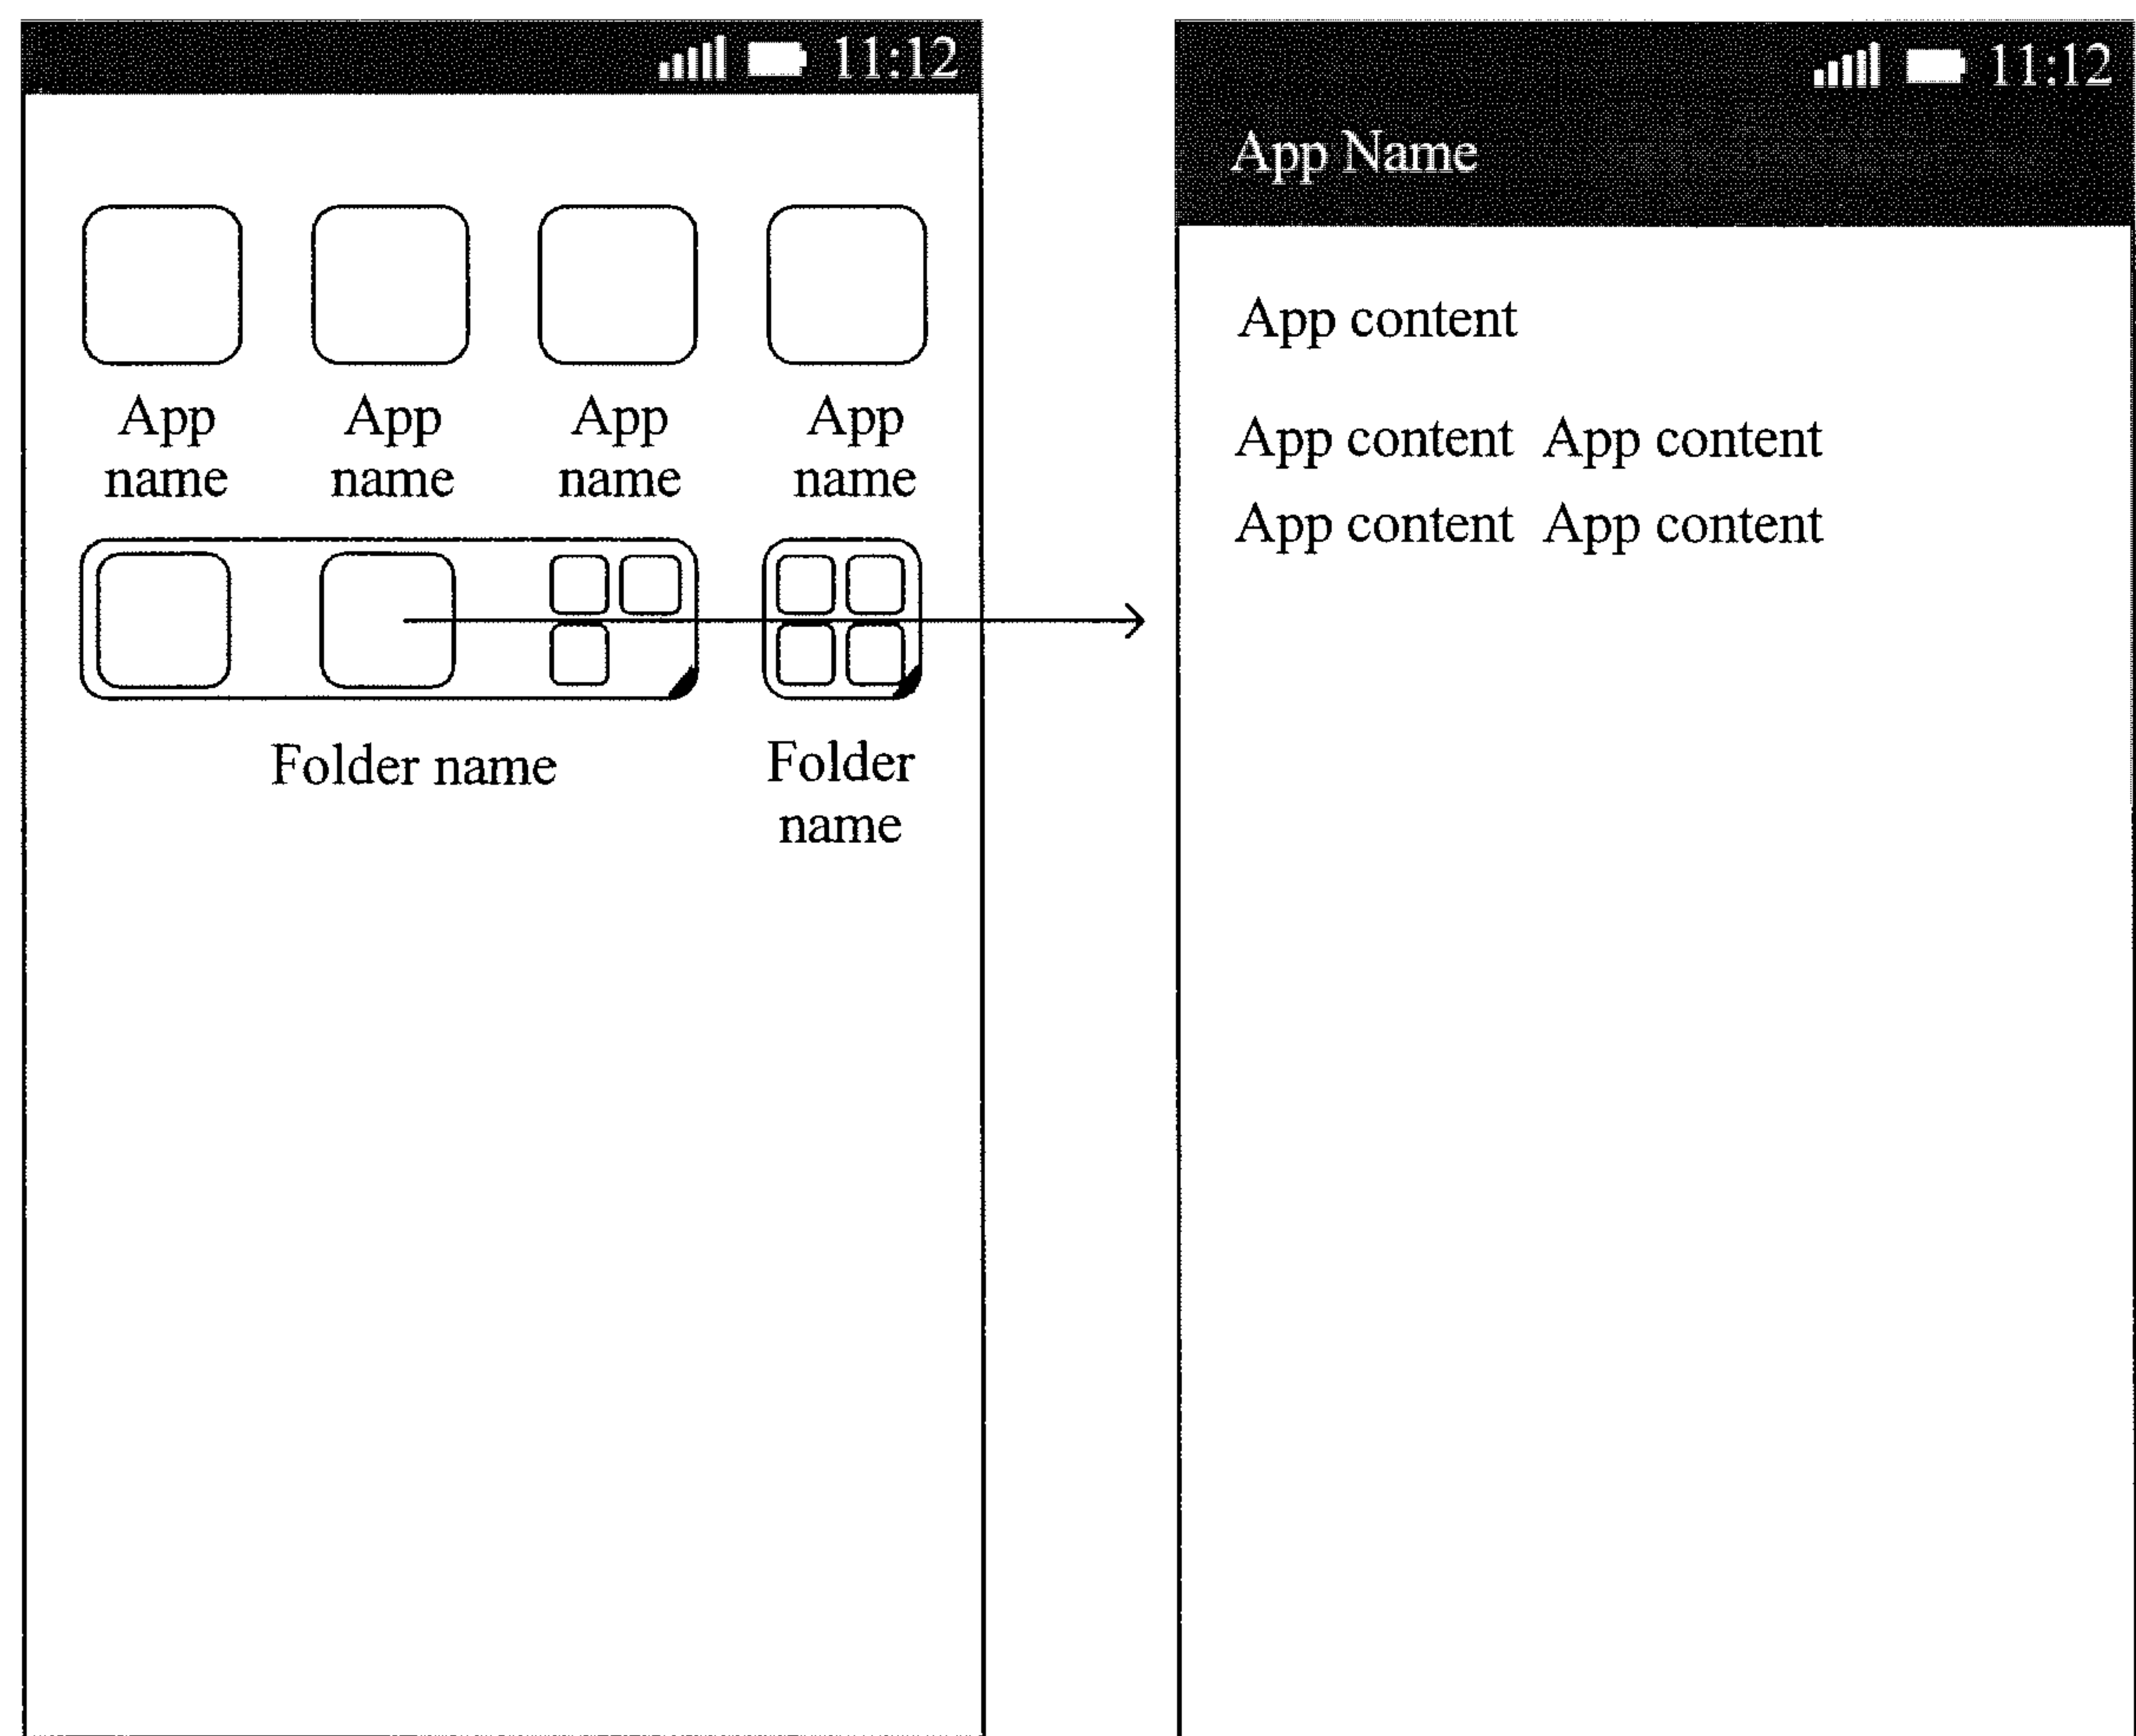 11:12
App App App App
name name name name
Folder name
Folder
name
11:12
App Name
App content
App content App content
App content App content